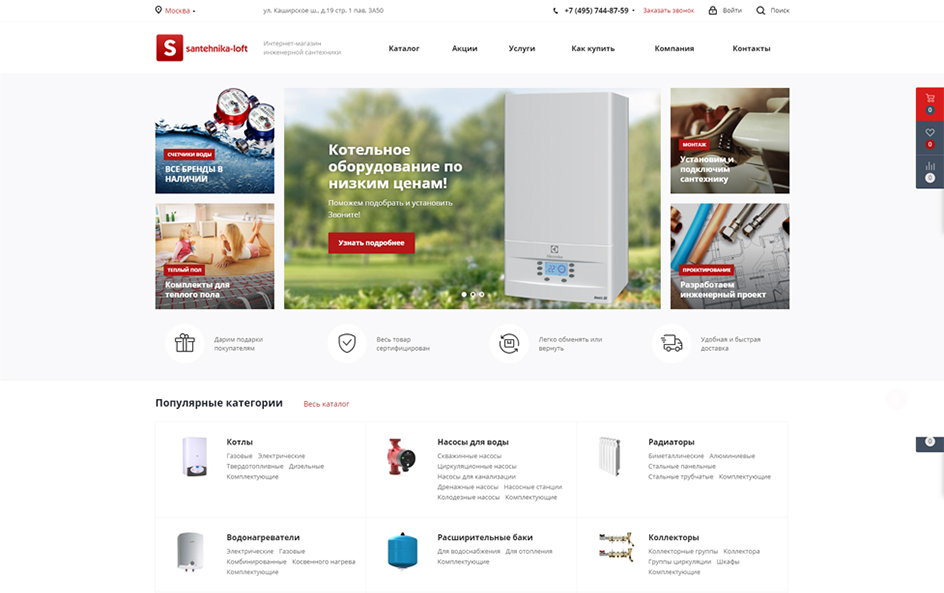 Москва
ул. Каширское ш., д.19 стр. 1 пав. 3А50
+7 (495) 744-87-59
Заказать звонок
Войти
Поиск
S santehnika-loft
Интернет-магазин
инженерной сантехники
Каталог
Акции
Услуги
Как купить
Компания
Контакты
СЧЕТЧИКИ ВОДЫ
ВСЕ БРЕНДЫ В
НАЛИЧИИ
ТЕПЛЫЙ ПОЛ
Комплекты для
теплого пола
Котельное
оборудование по
низким ценам!
Поможем подобрать и установить
Звоните!
Узнать подробнее
МОНТАЖ
Установим и
подключим
сантехнику
ПРОЕКТИРОВАНИЕ
Разработаем
инженерный проект
0
0
0
Дарим подарки
покупателям
Весь товар
сертифицирован
Легко обменять или
вернуть
Удобная и быстрая
доставка
Популярные категории
Весь каталог
0
Котлы
Газовые Электрические
Твердотопливные Дизельные
Комплектующие
Насосы для воды
Скважинные насосы
Циркуляционные насосы
Насосы для канализации
Дренажные насосы Насосные станции
Колодезные насосы Комплектующие
Радиаторы
Биметаллические Алюминиевые
Стальные панельные
Стальные трубчатые Комплектующие
Водонагреватели
Электрические Газовые
Комбинированные Косвенного нагрева
Комплектующие
Расширительные баки
Для водоснабжения Для отопления
Комплектующие
Коллекторы
Коллекторные группы Коллектора
Группы циркуляции Шкафы
Комплектующие